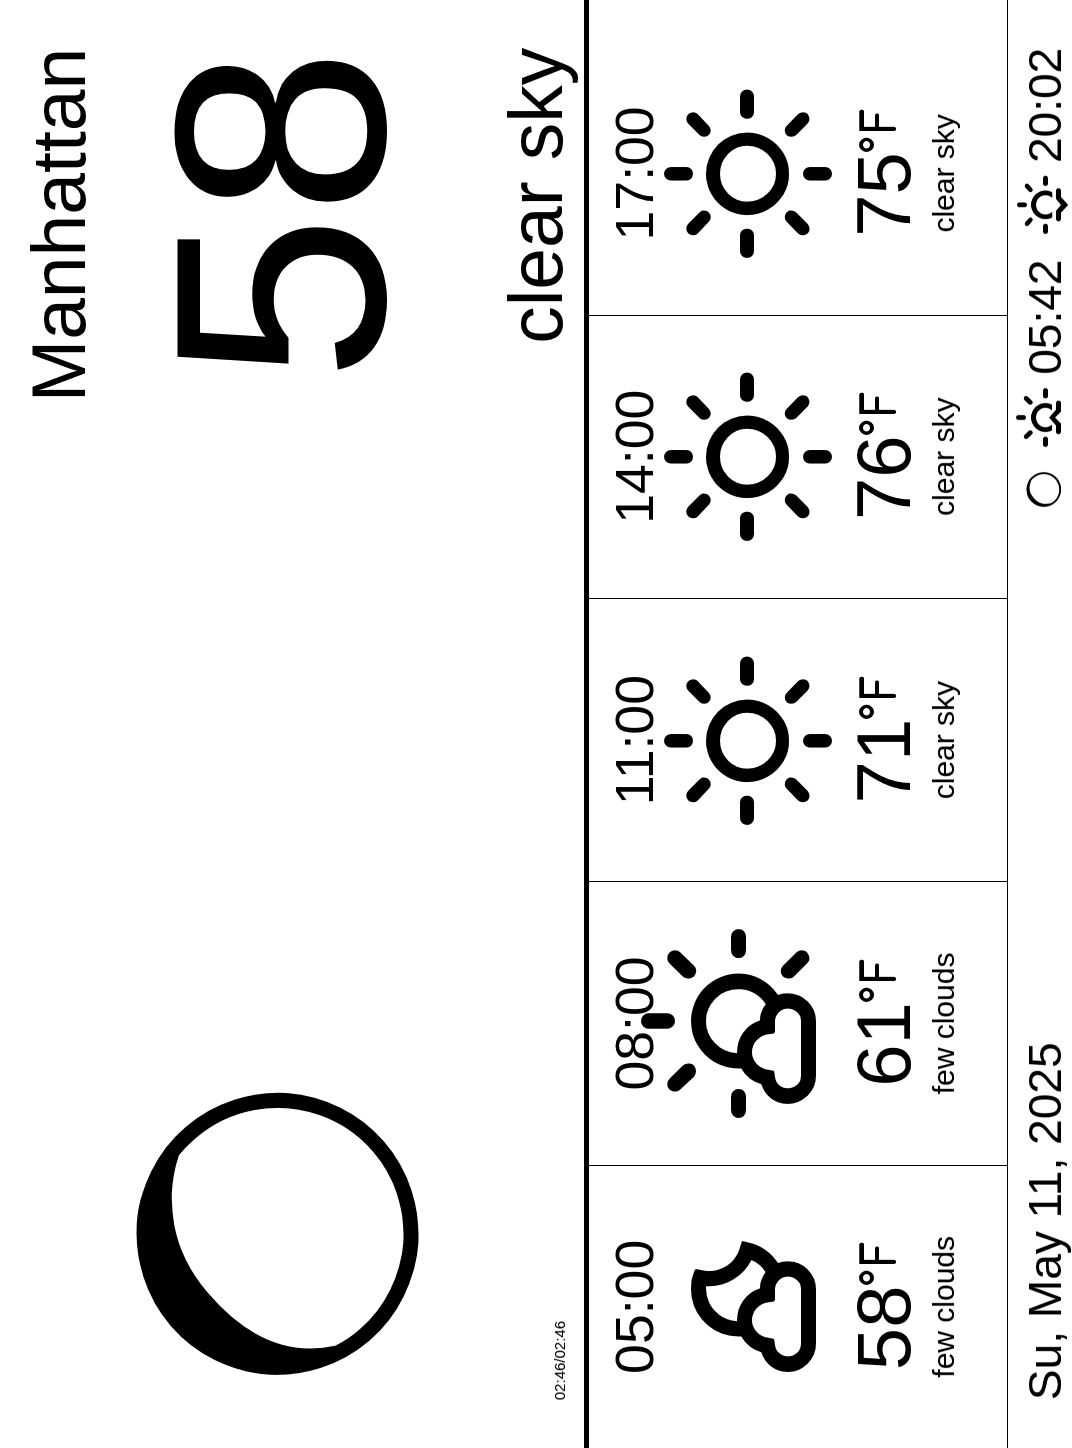 Manhattan
58
clear sky
02:46/02:46
05:00
58°F
few clouds
08:00
61°F
few clouds
11:00
71°F
clear sky
14:00
76°F
clear sky
17:00
75°F
clear sky
Su, May 11, 2025
05:42
20:02